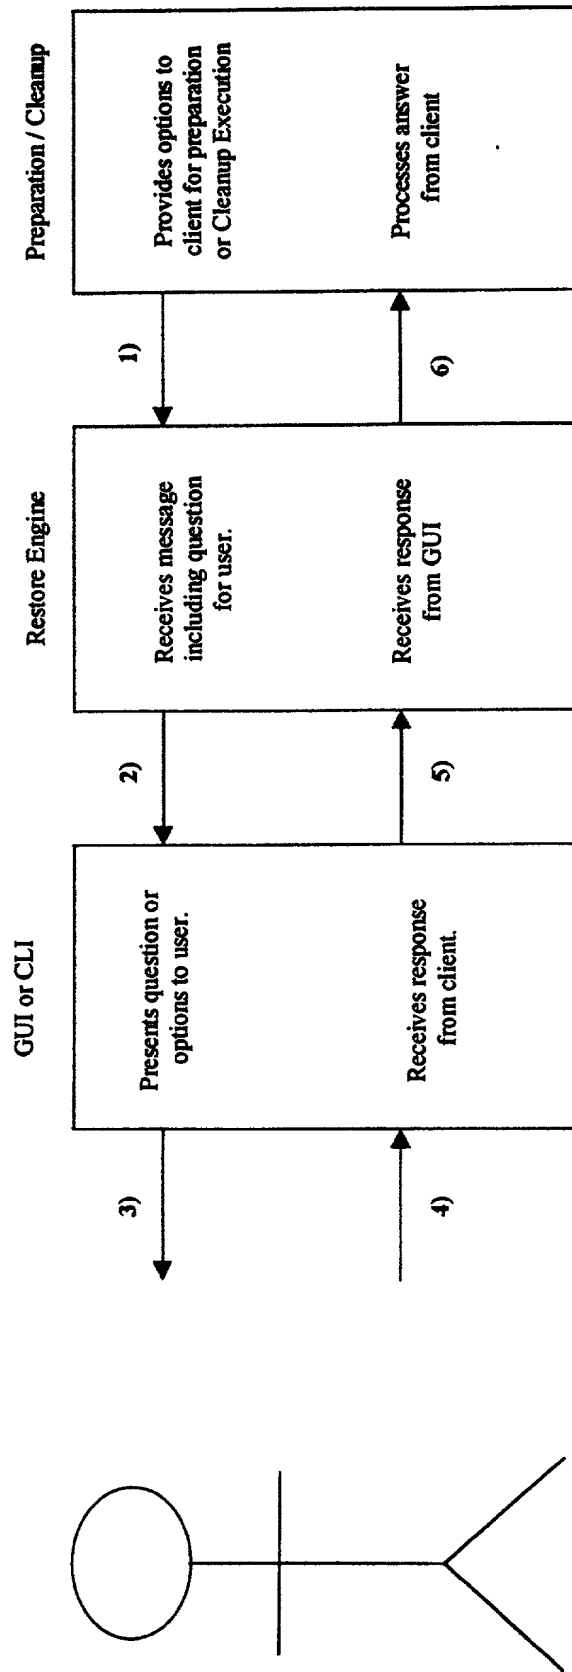 GUI or CLI
Restore Engine
Preparation / Cleanup
Presents question or
options to user.
Receives message
including question
for user.
Provides options to
client for preparation
or Cleanup Execution
3)
2)
1)
Receives response
from client.
Receives response
from GUI
Processes answer
from client
4)
5)
6)